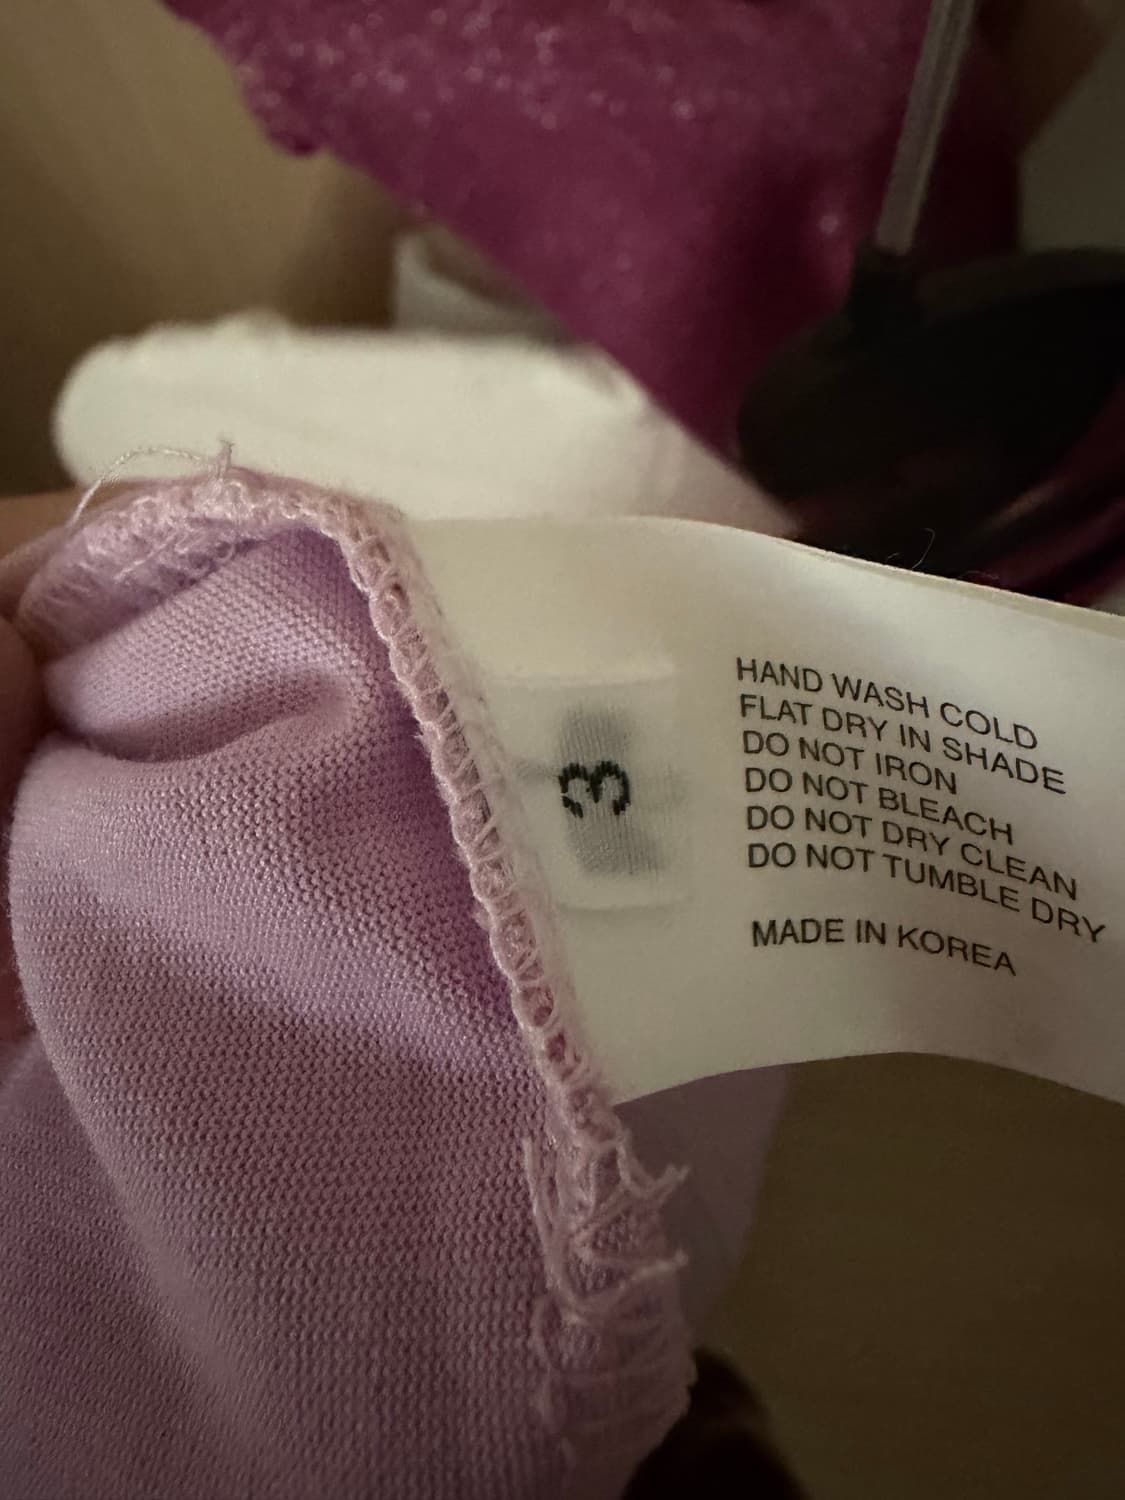 3
HAND WASH COLD
FLAT DRY IN SHADE
DO NOT IRON
DO NOT BLEACH
DO NOT DRY CLEAN
DO NOT TUMBLE DRY
MADE IN KOREA